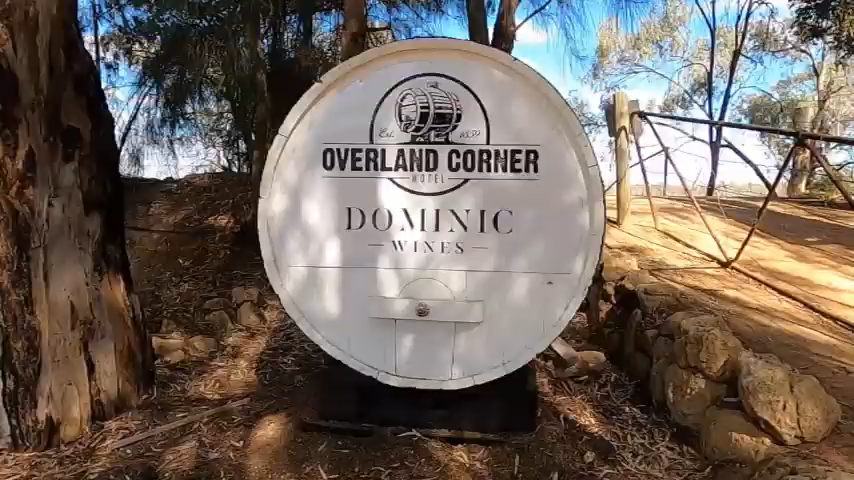 Est. 1859
OVERLAND CORNER
HOTEL
DOMINIC
WINES